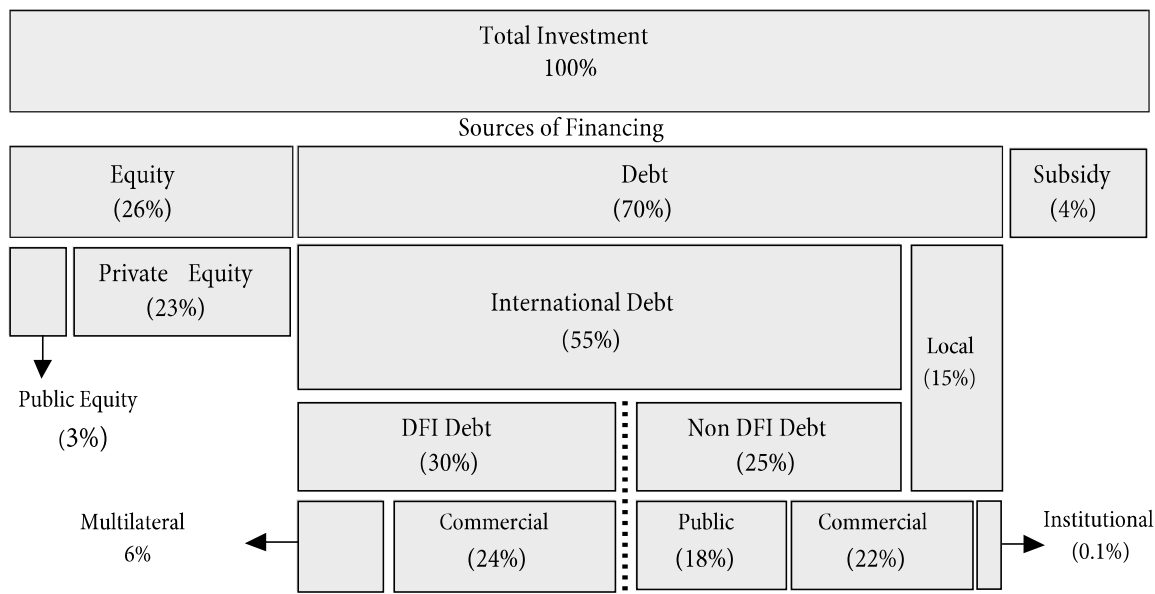 Total Investment
100%
Sources of Financing
Equity
(26%)
Debt
(70%)
Subsidy
(4%)
Private Equity
(23%)
International Debt
(55%)
Local
(15%)
Public Equity
(3%)
DFI Debt
(30%)
Non DFI Debt
(25%)
Multilateral
6%
Commercial
(24%)
Public
(18%)
Commercial
(22%)
Institutional
(0.1%)